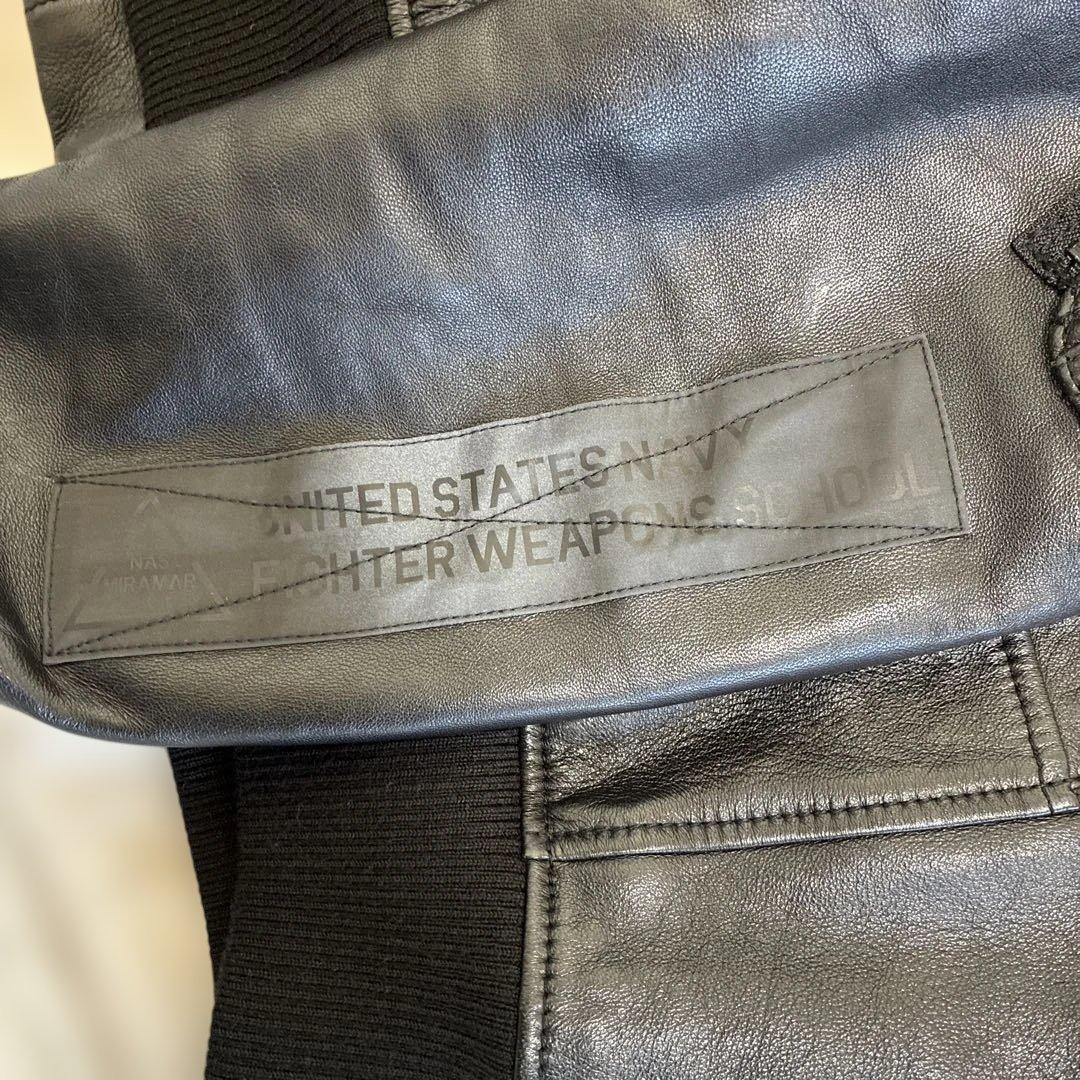 NAS
MIRAMAR
UNITED STATES NAVY
FIGHTER WEAPONS SCHOOL